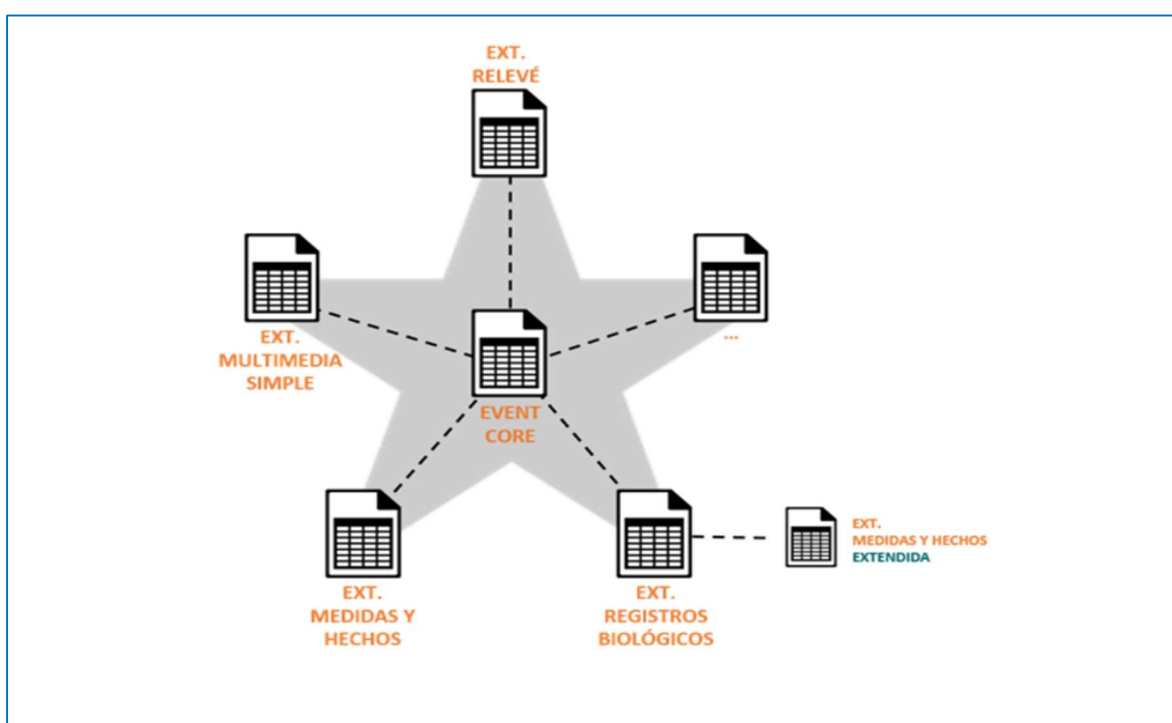 EXT.
RELEVÉ
EXT.
MULTIMEDIA
SIMPLE
...
EVENT
CORE
EXT.
MEDIDAS Y
HECHOS
EXT.
REGISTROS
BIOLÓGICOS
EXT.
MEDIDAS Y HECHOS
EXTENDIDA